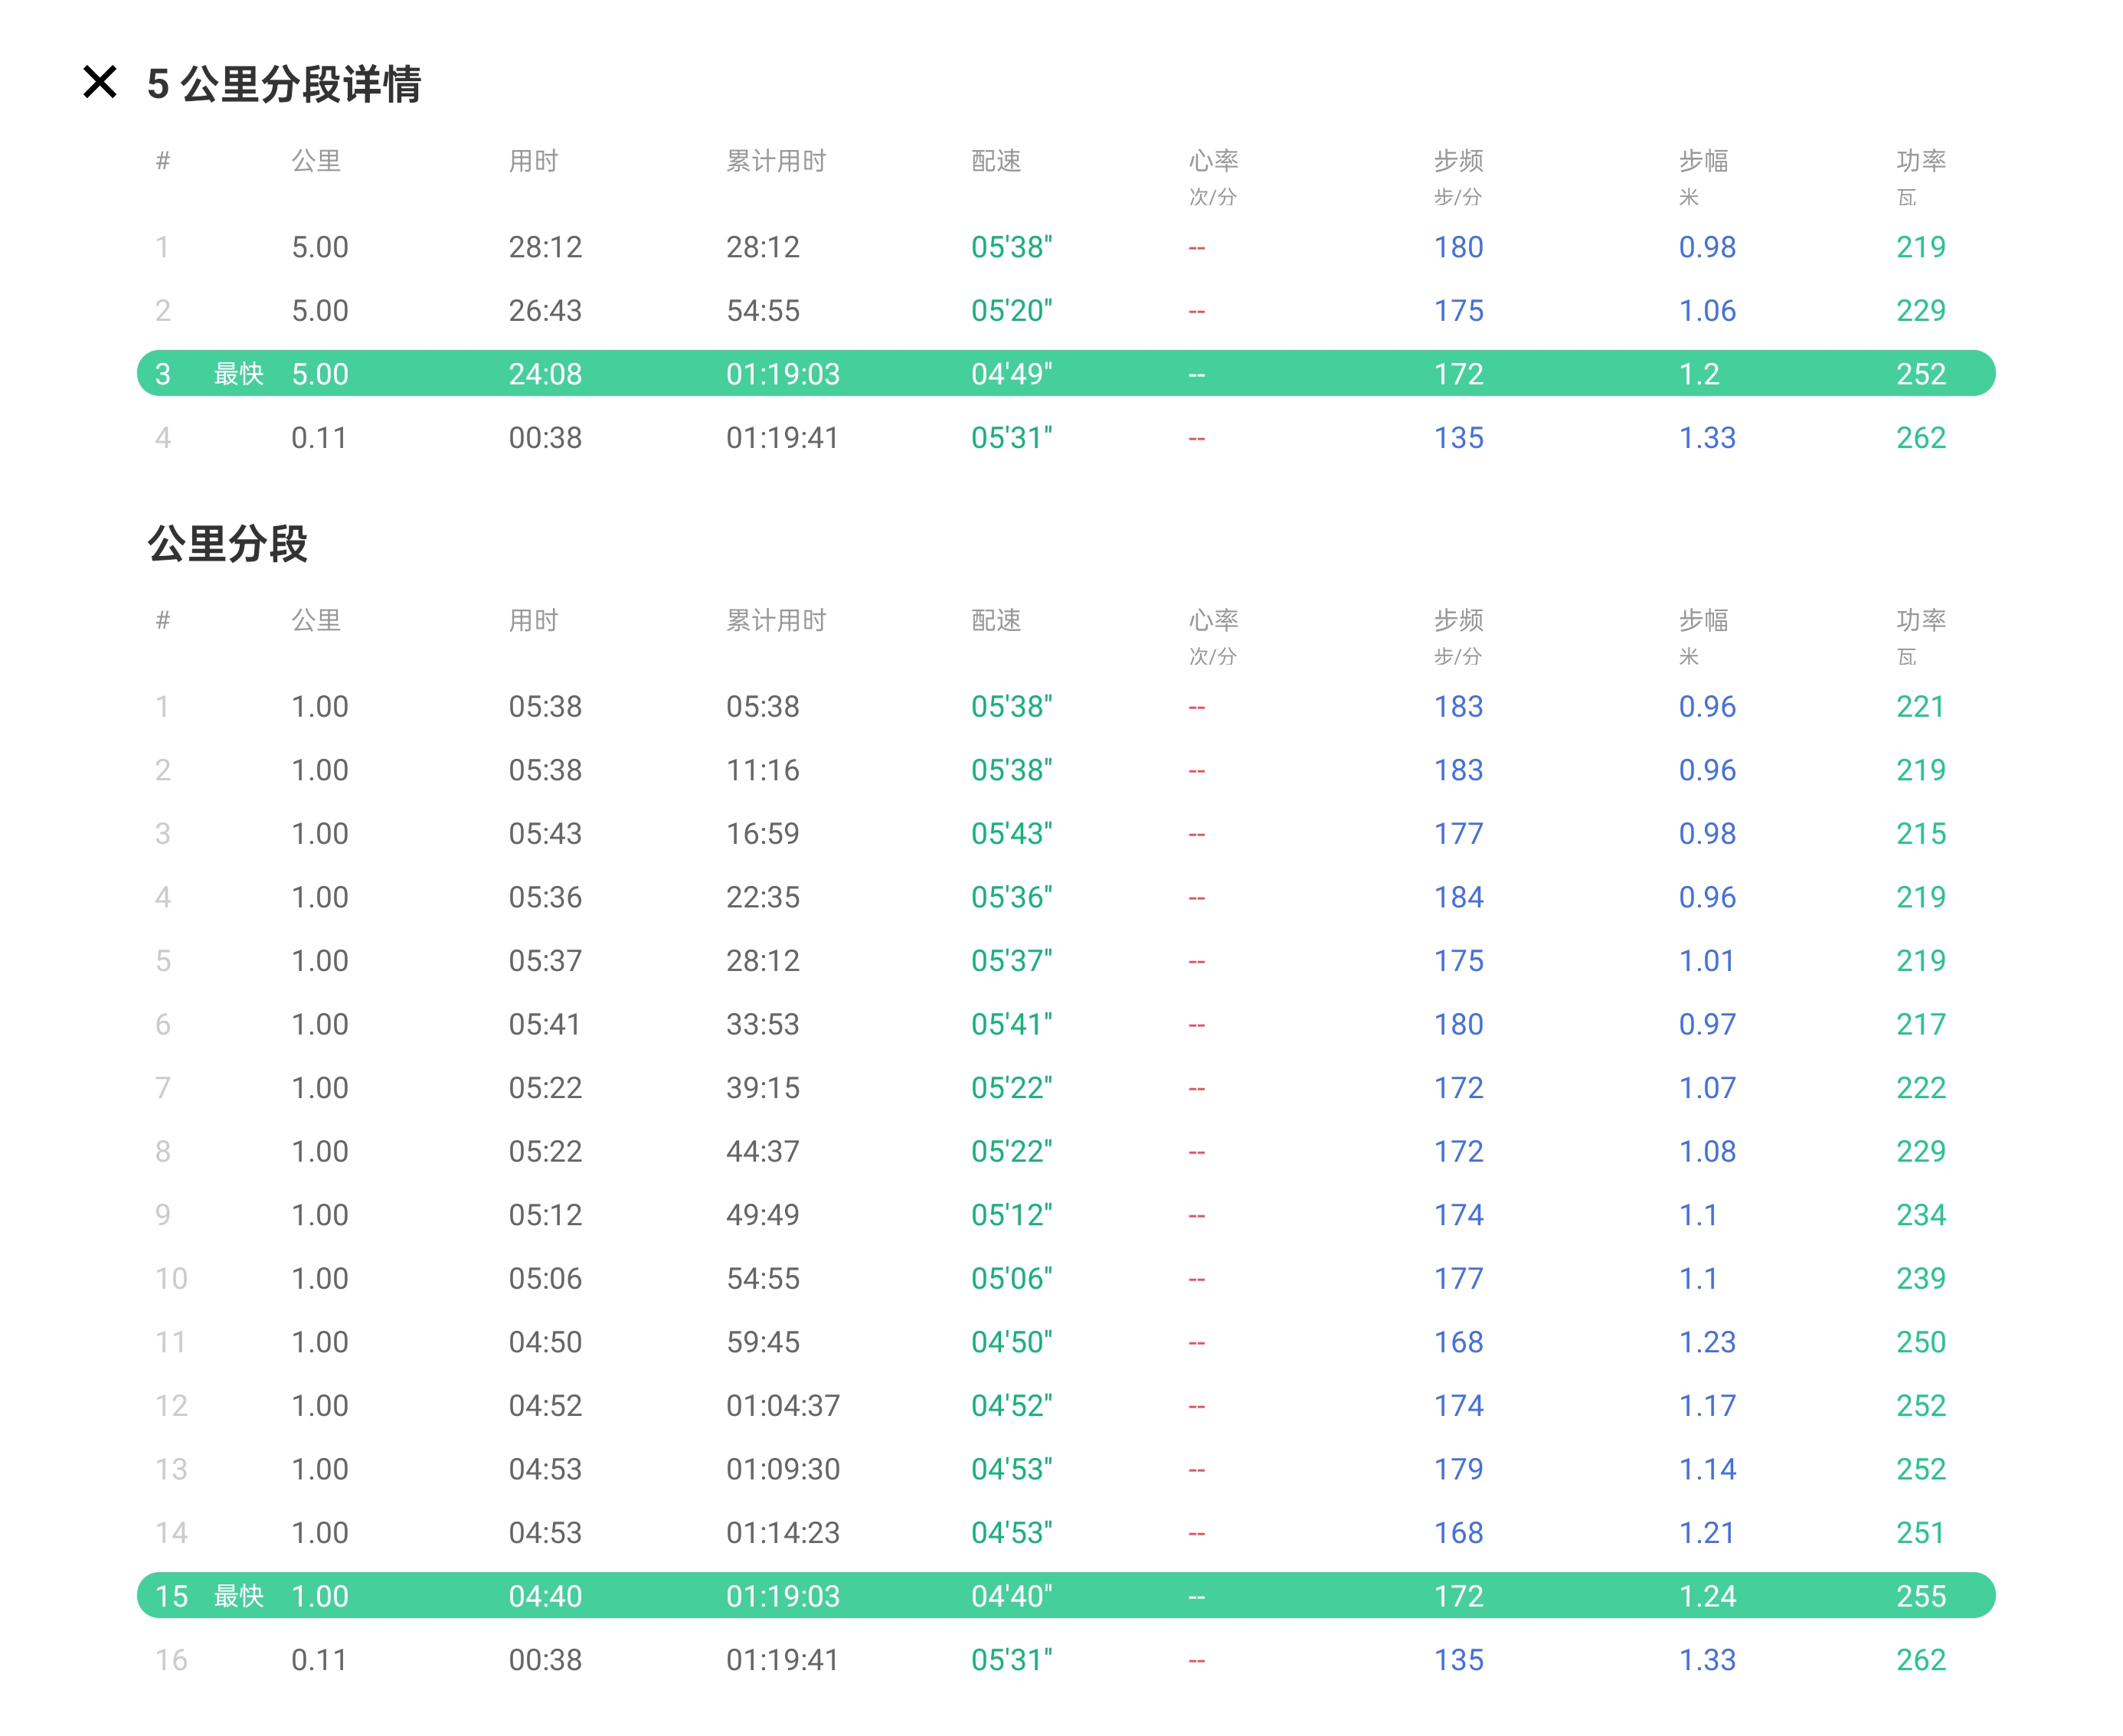 5 公里分段详情
# 公里 用时 累计用时 配速 心率 步频 步幅 功率
次/分 步/分 米 瓦
1 5.00 28:12 28:12 05'38" -- 180 0.98 219
2 5.00 26:43 54:55 05'20" -- 175 1.06 229
3 最快 5.00 24:08 01:19:03 04'49" -- 172 1.2 252
4 0.11 00:38 01:19:41 05'31" -- 135 1.33 262
公里分段
# 公里 用时 累计用时 配速 心率 步频 步幅 功率
次/分 步/分 米 瓦
1 1.00 05:38 05:38 05'38" -- 183 0.96 221
2 1.00 05:38 11:16 05'38" -- 183 0.96 219
3 1.00 05:43 16:59 05'43" -- 177 0.98 215
4 1.00 05:36 22:35 05'36" -- 184 0.96 219
5 1.00 05:37 28:12 05'37" -- 175 1.01 219
6 1.00 05:41 33:53 05'41" -- 180 0.97 217
7 1.00 05:22 39:15 05'22" -- 172 1.07 222
8 1.00 05:22 44:37 05'22" -- 172 1.08 229
9 1.00 05:12 49:49 05'12" -- 174 1.1 234
10 1.00 05:06 54:55 05'06" -- 177 1.1 239
11 1.00 04:50 59:45 04'50" -- 168 1.23 250
12 1.00 04:52 01:04:37 04'52" -- 174 1.17 252
13 1.00 04:53 01:09:30 04'53" -- 179 1.14 252
14 1.00 04:53 01:14:23 04'53" -- 168 1.21 251
15 最快 1.00 04:40 01:19:03 04'40" -- 172 1.24 255
16 0.11 00:38 01:19:41 05'31" -- 135 1.33 262